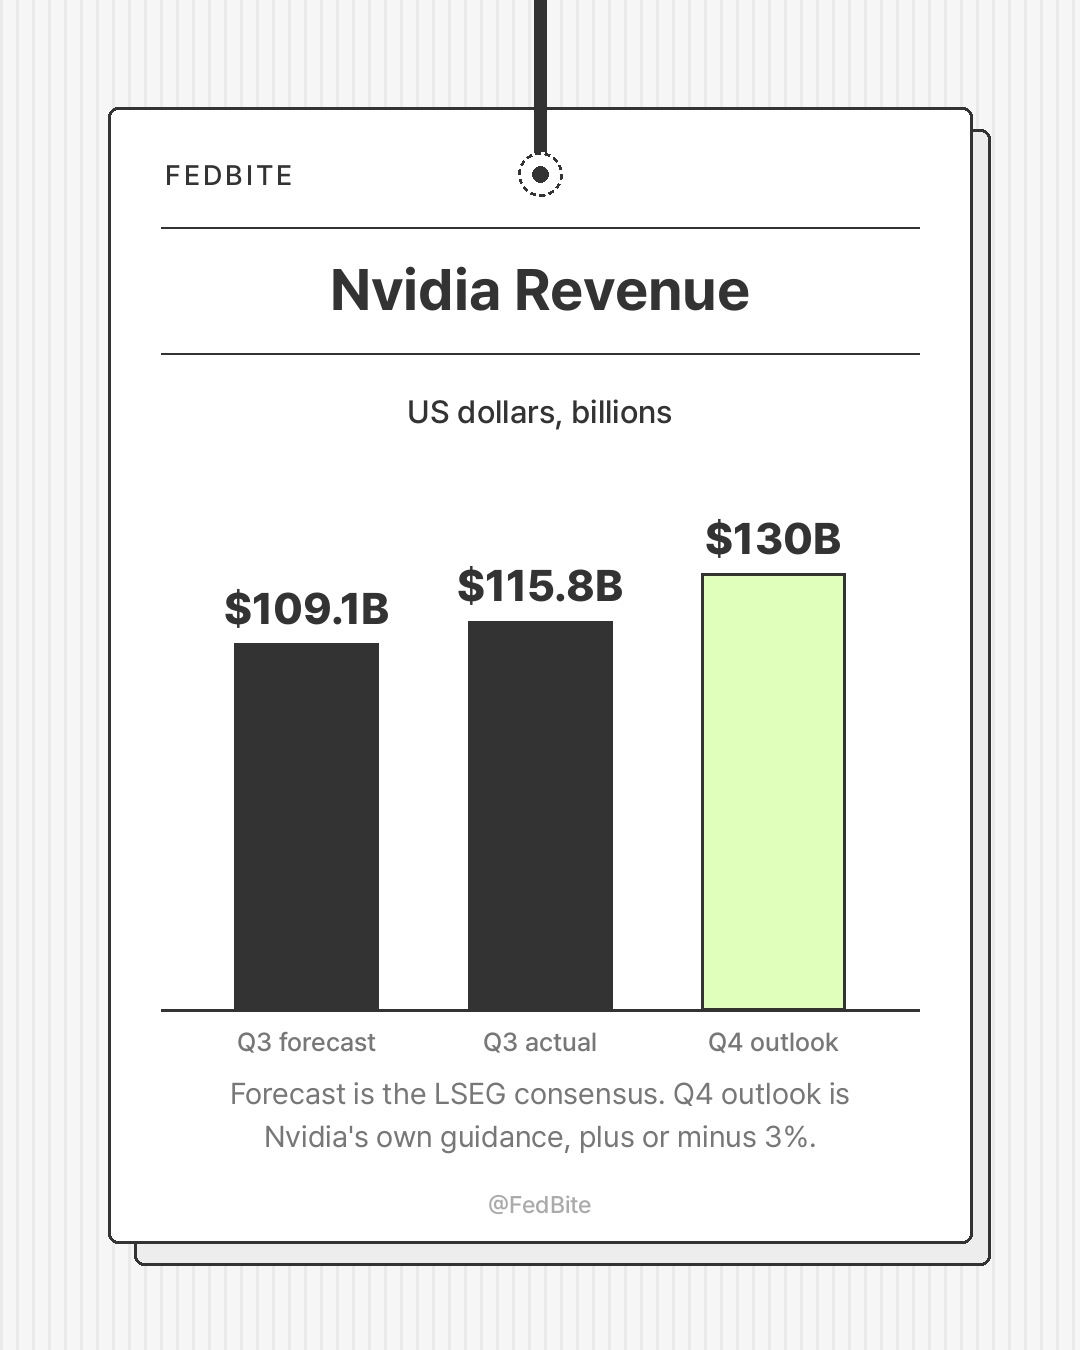 FEDBITE
Nvidia Revenue
US dollars, billions
$109.1B
$115.8B
$130B
Q3 forecast
Q3 actual
Q4 outlook
Forecast is the LSEG consensus. Q4 outlook is
Nvidia's own guidance, plus or minus 3%.
@FedBite